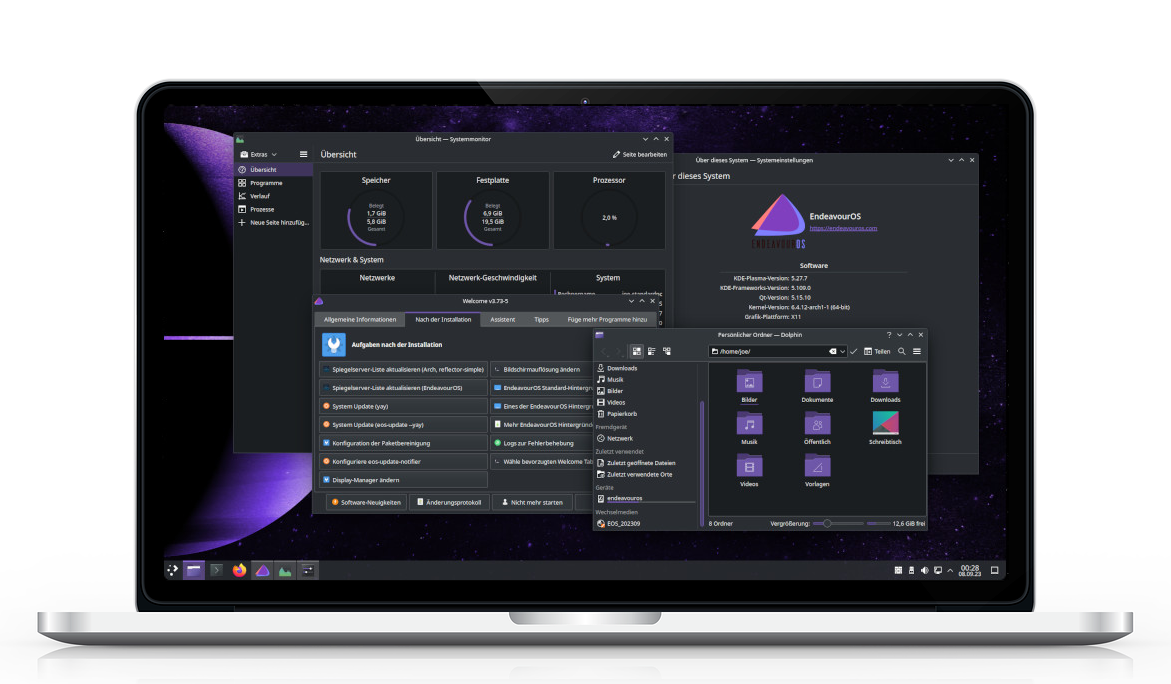 Übersicht — Systemmonitor
Extras
Übersicht
Programme
Verlauf
Prozesse
Neue Seite hinzufüg...
Übersicht
Seite bearbeiten
Speicher
Belegt
1,7 GiB
5,8 GiB
Gesamt
Festplatte
Belegt
6,9 GiB
19,5 GiB
Gesamt
Prozessor
2,0 %
Netzwerk & System
Netzwerke
Netzwerk-Geschwindigkeit
System
Über dieses System — Systemeinstellungen
r dieses System
ENDEAVOUROS
EndeavourOS
https://endeavouros.com
Software
KDE-Plasma-Version: 5.27.7
KDE-Frameworks-Version: 5.109.0
Qt-Version: 5.15.10
Kernel-Version: 6.4.12-arch1-1 (64-bit)
Grafik-Plattform: X11
Welcome v3.73-5
Allgemeine Informationen
Nach der Installation
Assistent
Tipps
Füge mehr Programme hinzu
Aufgaben nach der Installation
Spiegelserver-Liste aktualisieren (Arch, reflector-simple)
Bildschirmauflösung ändern
Spiegelserver-Liste aktualisieren (EndeavourOS)
EndeavourOS Standard-Hintergr
System Update (yay)
Eines der EndeavourOS Hintergr
System Update (eos-update --yay)
Mehr EndeavourOS Hintergründ
Konfiguration der Paketbereinigung
Logs zur Fehlerbehebung
Konfiguriere eos-update-notifier
Wähle bevorzugten Welcome Tab
Display-Manager ändern
Software-Neuigkeiten
Änderungsprotokoll
Nicht mehr starten
Persönlicher Ordner — Dolphin
/home/joe/
Teilen
Downloads
Musik
Bilder
Videos
Papierkorb
Fremdgerät
Netzwerk
Zuletzt verwendet
Zuletzt geöffnete Dateien
Zuletzt verwendete Orte
Geräte
endeavouros
Wechselmedien
EOS_202309
Bilder
Dokumente
Downloads
Musik
Öffentlich
Schreibtisch
Videos
Vorlagen
8 Ordner
Vergrößerung:
12,6 GiB frei
00:28
08.09.23